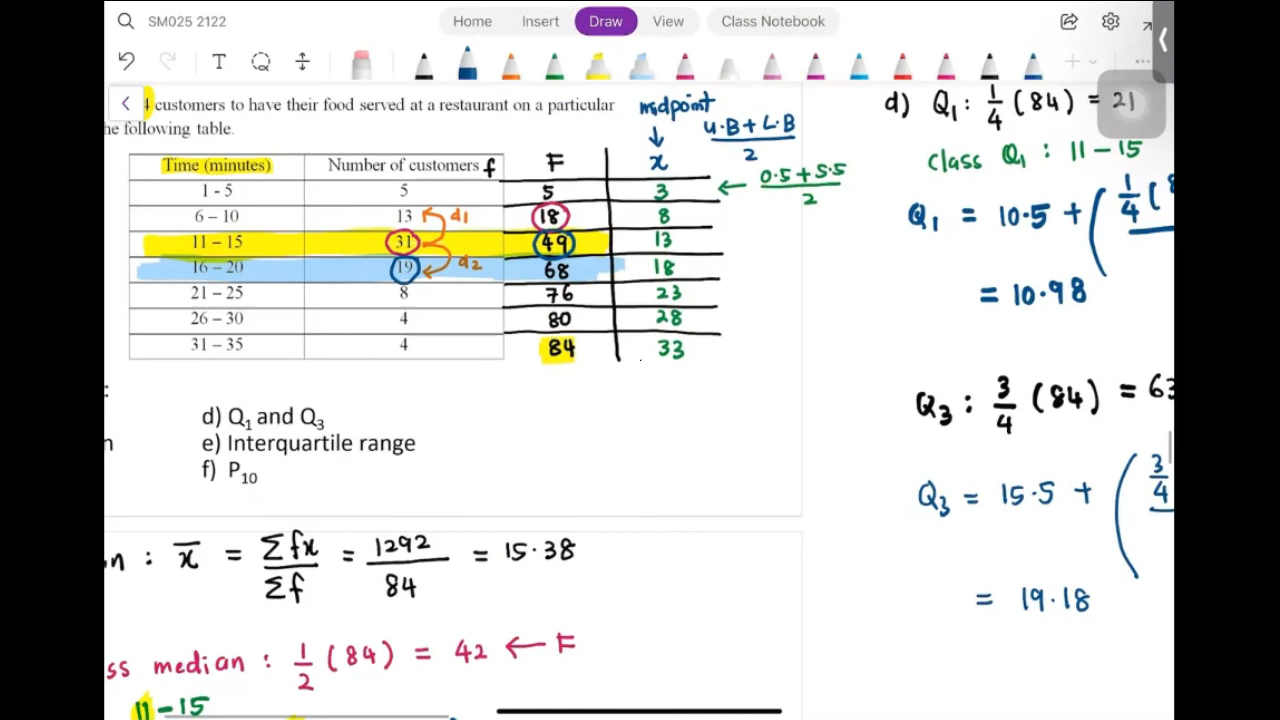 SM025 2122
Home Insert Draw View Class Notebook
4 customers to have their food served at a restaurant on a particular
he following table.
midpoint
↓
U.B + L.B
2
Time (minutes) Number of customers f F x
1 - 5 5 5 3 ← 0.5 + 5.5
2
6 – 10 13 d1 18 8
11 – 15 31 49 13
16 – 20 19 d2 68 18
21 – 25 8 76 23
26 – 30 4 80 28
31 – 35 4 84 33
:
d) Q1 and Q3
n e) Interquartile range
f) P10
n : x̄ = Σfx / Σf = 1292 / 84 = 15.38
ss median : 1/2 (84) = 42 ← F
11 – 15
d) Q1 : 1/4 (84) = 21
class Q1 : 11 – 15
Q1 = 10.5 + ( 1/4 (
= 10.98
Q3 : 3/4 (84) = 63
Q3 = 15.5 + ( 3/4
= 19.18